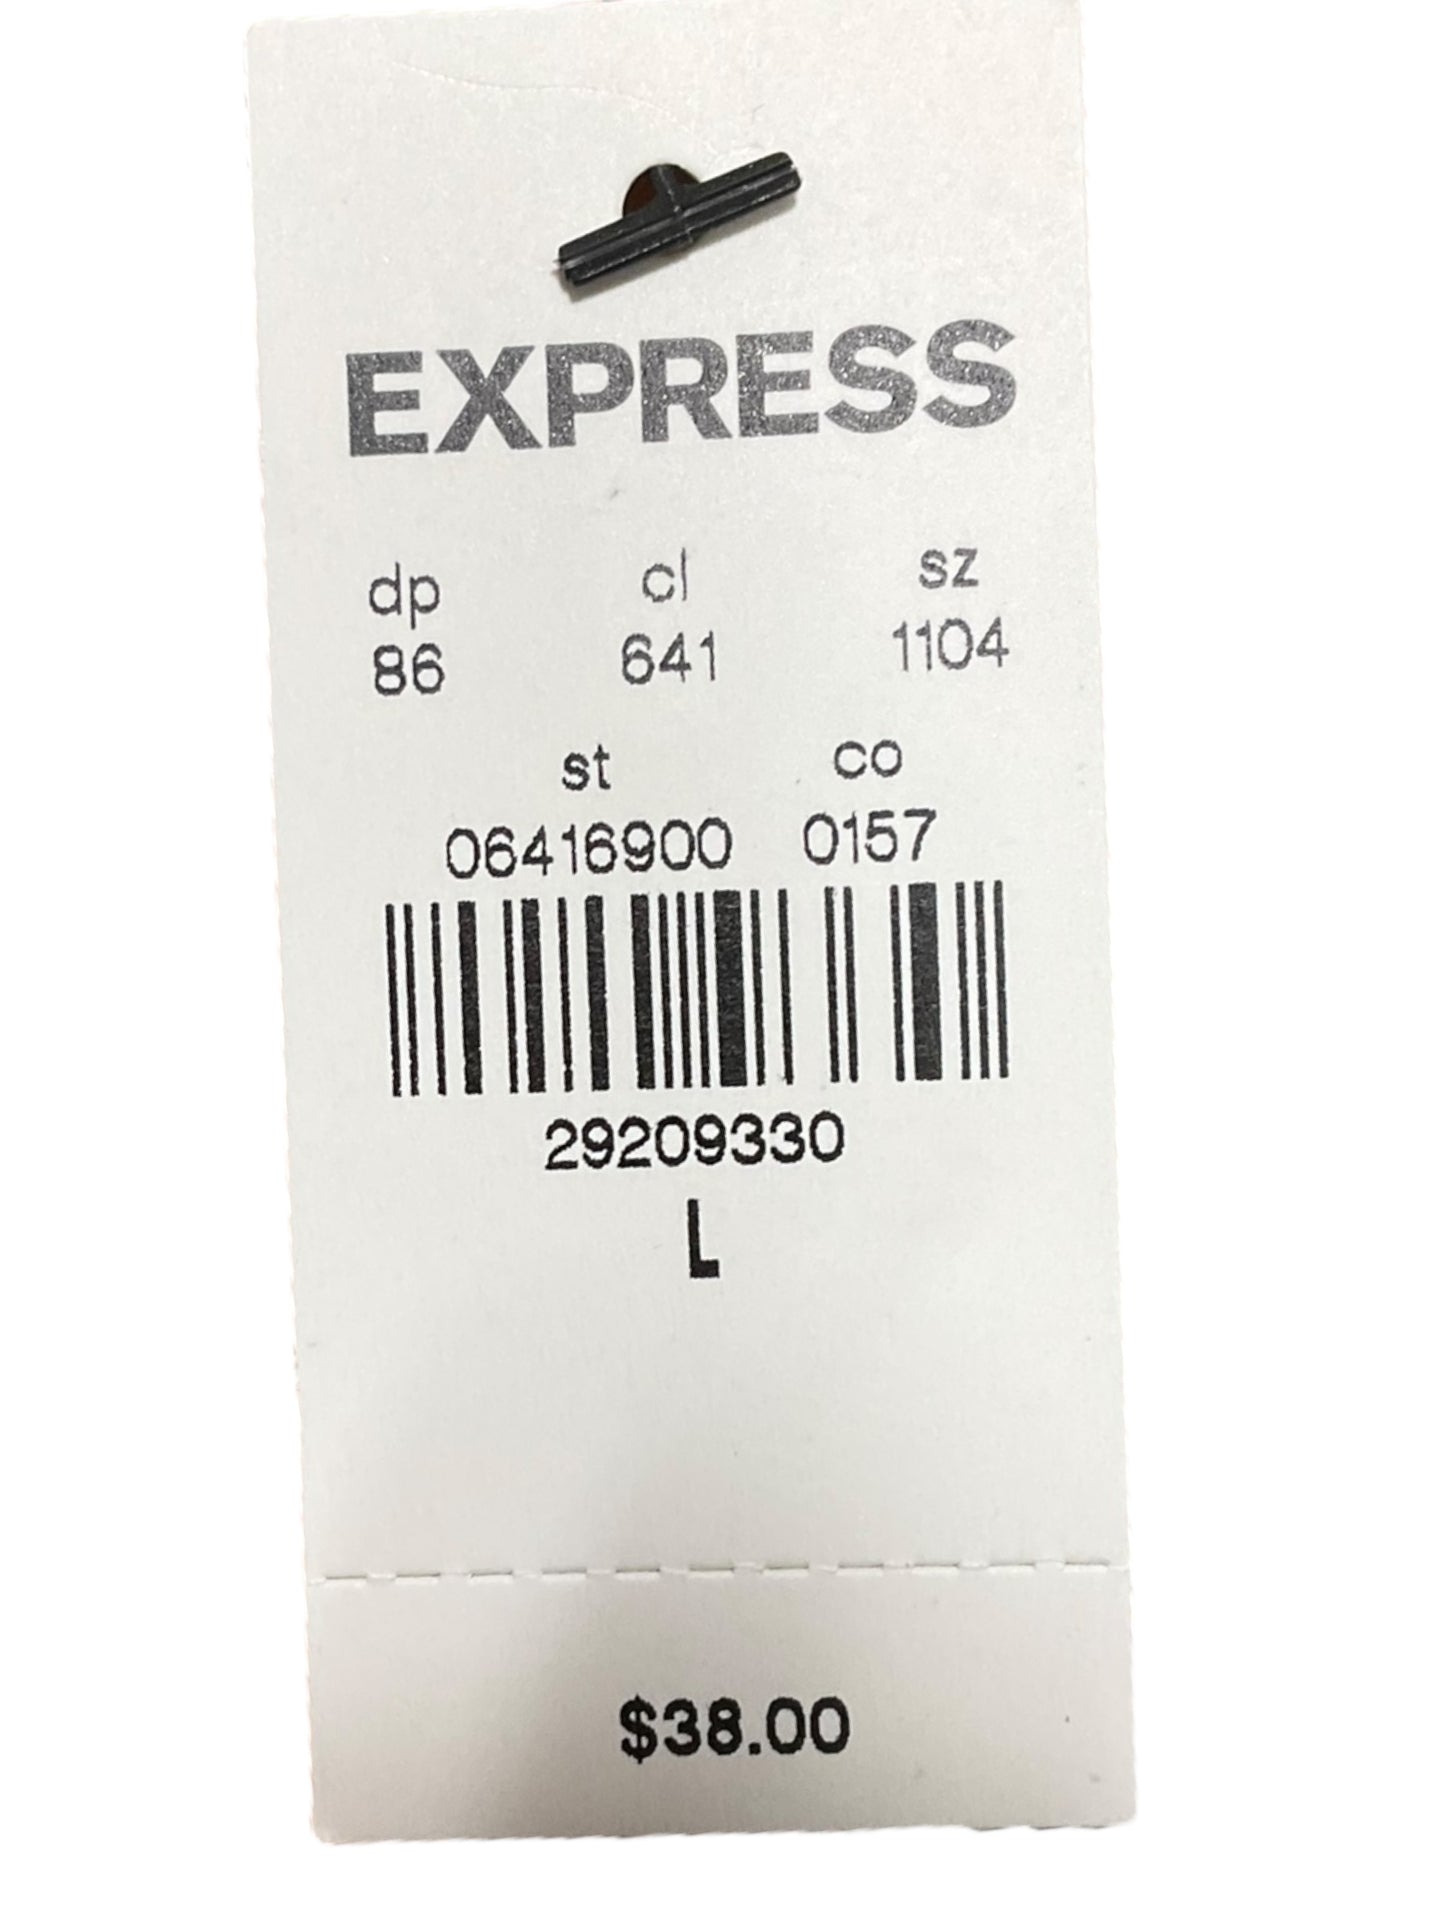 EXPRESS
dp cl sz
86 641 1104
st co
06416900 0157
29209330
L
$38.00